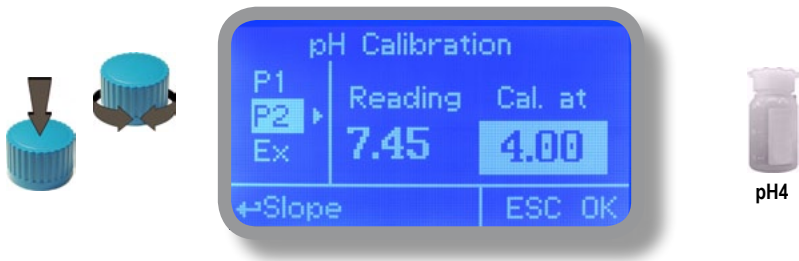 pH Calibration
P1
P2
Ex
Reading
7.45
Cal. at
4.00
↩Slope
ESC OK
pH4